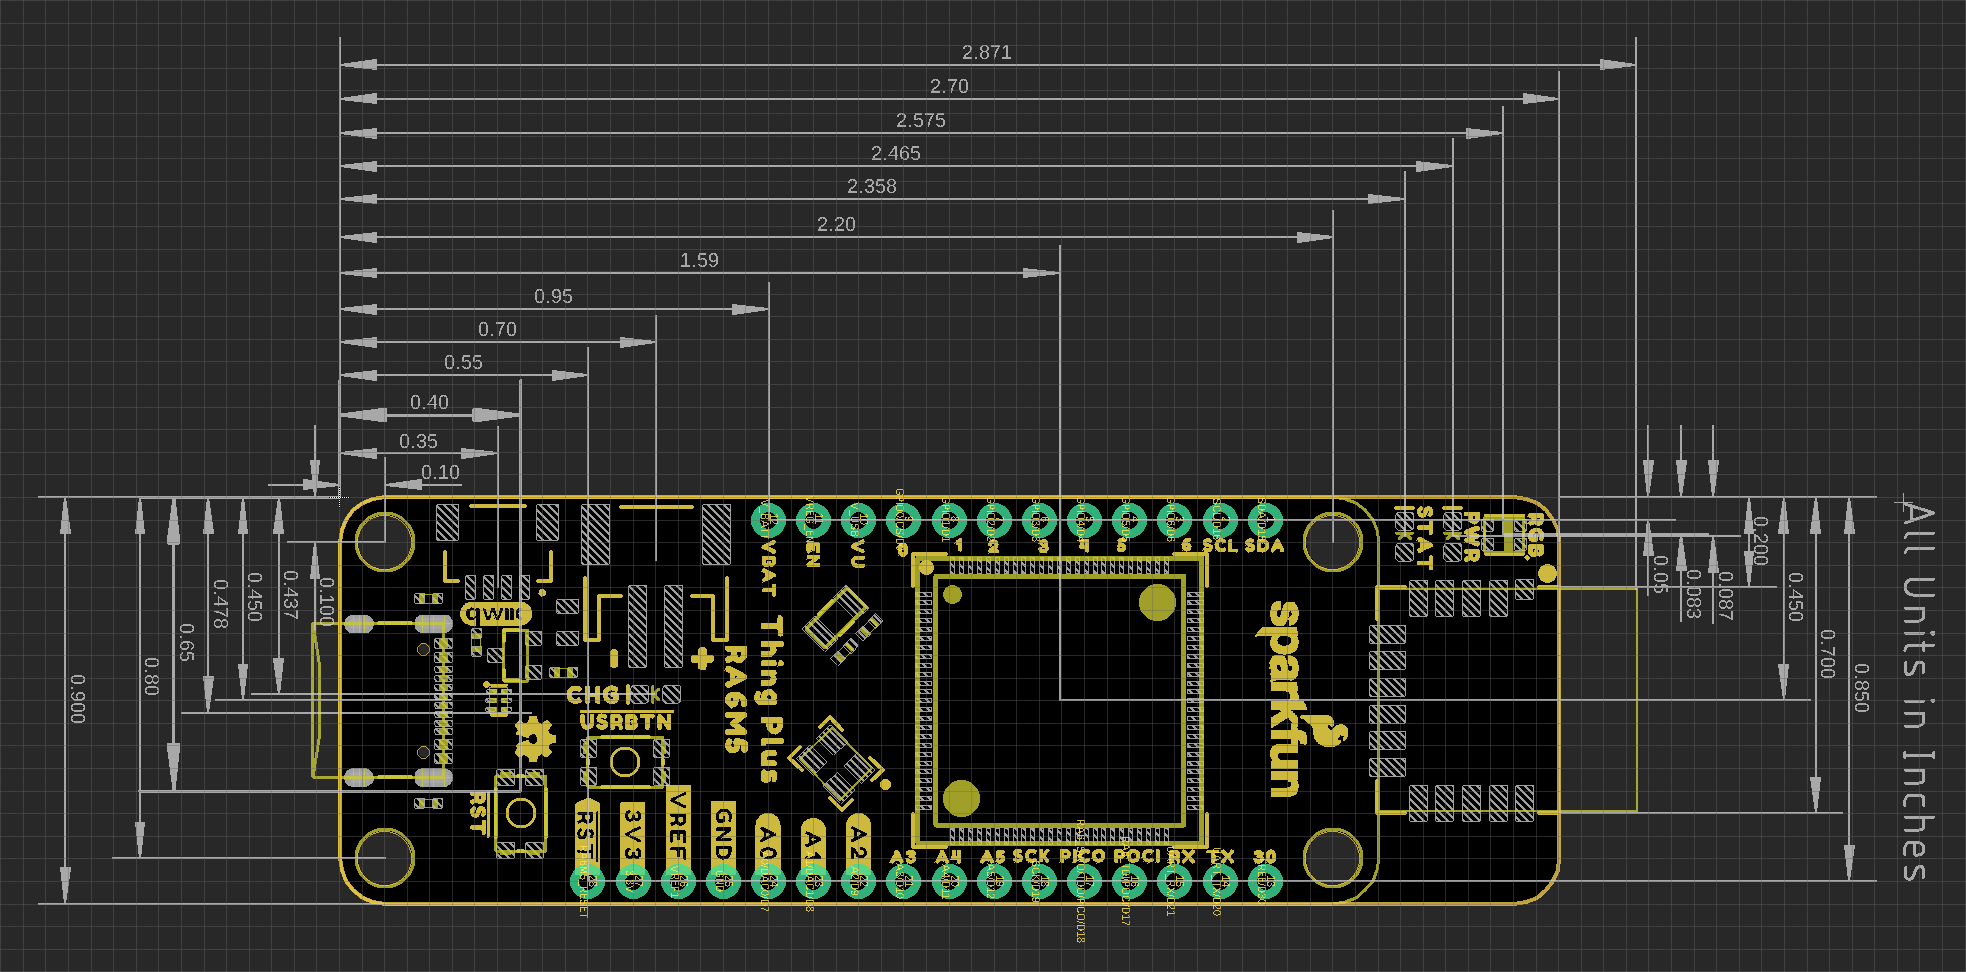 2.871
2.70
2.575
2.465
2.358
2.20
1.59
0.95
0.70
0.55
0.40
0.35
0.10
0.900
0.80
0.65
0.478
0.450
0.437
0.100
0.05
0.083
0.087
0.200
0.450
0.700
0.850
All Units in Inches
VBAT
EN
VU
0
1
2
3
4
5
6
SCL
SDA
STAT
PWR
RGB
qwiic
CHG
USRBTN
RA6M5
Thing Plus
sparkfun
RST
RST
3V3
VREF
GND
A0
A1
A2
A3
A4
A5
SCK
PICO
POCI
RX
TX
30